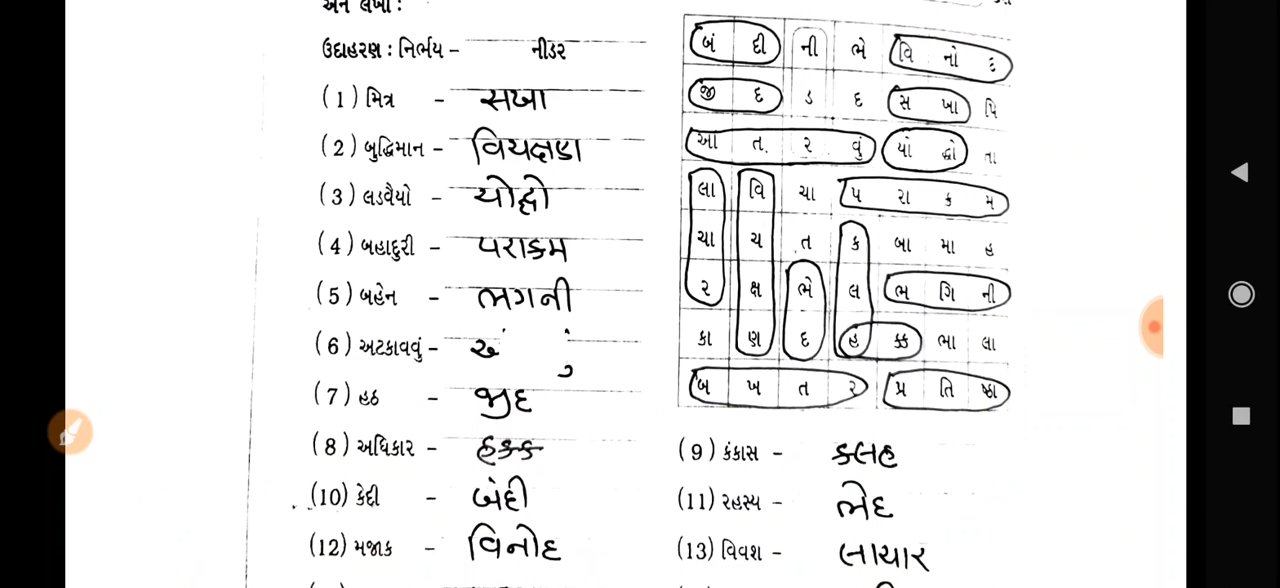 અને લખો :
ઉદાહરણ : નિર્ભય – નીડર
(1) મિત્ર - સખા
(2) બુદ્ધિમાન - વિચક્ષણ
(3) લડવૈયો - યોદ્ધો
(4) બહાદુરી - પરાક્રમ
(5) બહેન - ભગની
(6) અટકાવવું -
(7) હઠ - જીદ
(8) અધિકાર - હક્ક
(10) કેદી - બંદી
(12) મજાક - વિનોદ
બં દી ની ભે વિ નો દ
જી દ ડ દ સ ખા પિ
આ ત. ર વું યો દ્ધો તા
લા વિ ચા પ રા ક્ર મ
ચા ચ ત ક બા મા હ
ર ક્ષ ભે લ ભ ગિ ની
કા ણ દ હ ક્ક ભા લા
બ ખ ત ર પ્ર તિ ષ્ઠા
(9) કંકાસ - કલહ
(11) રહસ્ય - ભેદ
(13) વિવશ - લાચાર